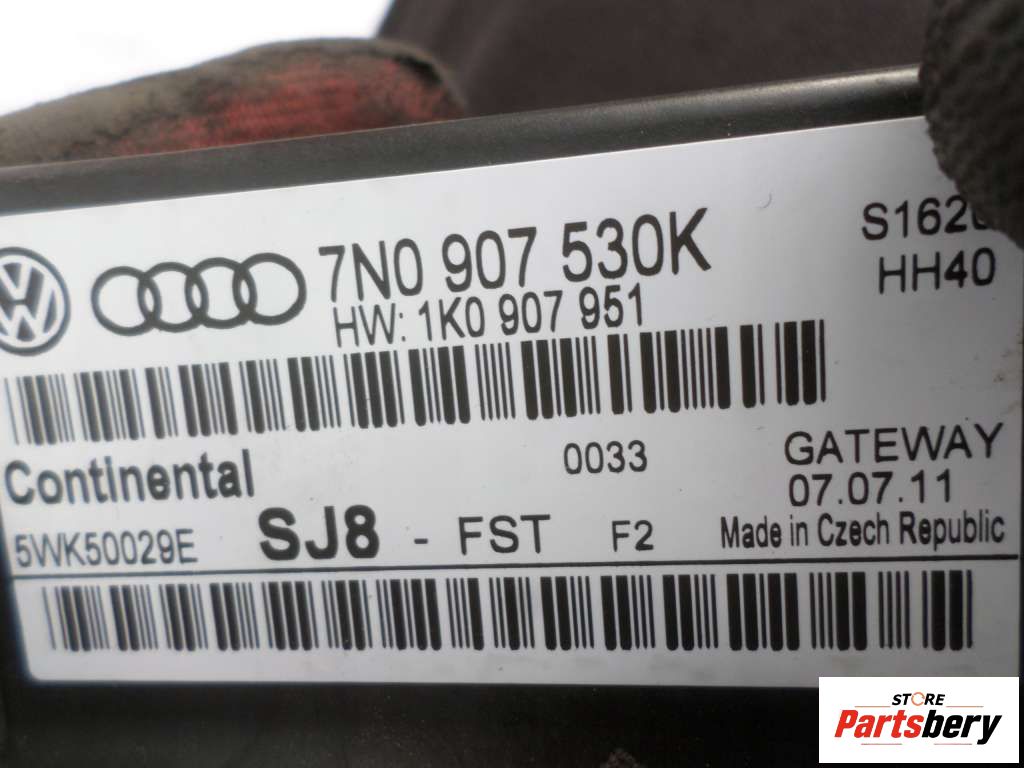 7N0 907 530K
HW: 1K0 907 951
HH40
Continental
0033
GATEWAY
07.07.11
5WK50029E
SJ8 - FST F2
Made in Czech Republic
STORE
Partsbery